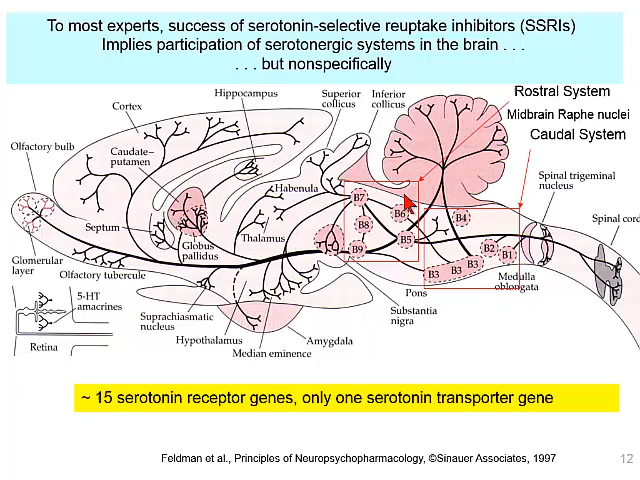 To most experts, success of serotonin-selective reuptake inhibitors (SSRIs)
Implies participation of serotonergic systems in the brain . . .
. . . but nonspecifically
Rostral System
Midbrain Raphe nuclei
Caudal System
Hippocampus
Superior
colliculus
Inferior
colliculus
Cortex
Olfactory bulb
Caudate–
putamen
Spinal trigeminal
nucleus
Habenula
B7
B6
B4
Spinal cord
Septum
B8
Thalamus
B5
Globus
pallidus
B9
B2
B1
Glomerular
layer
Olfactory tubercule
B3
B3
B3
Medulla
oblongata
Pons
5-HT
amacrines
Suprachiasmatic
nucleus
Substantia
nigra
Retina
Hypothalamus
Amygdala
Median eminence
~ 15 serotonin receptor genes, only one serotonin transporter gene
Feldman et al., Principles of Neuropsychopharmacology, ©Sinauer Associates, 1997
12